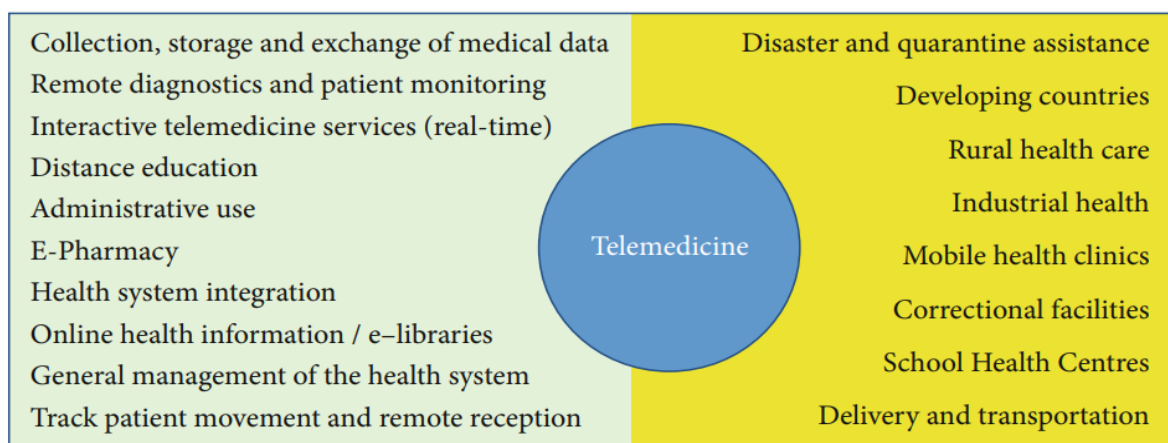 Collection, storage and exchange of medical data
Remote diagnostics and patient monitoring
Interactive telemedicine services (real-time)
Distance education
Administrative use
E-Pharmacy
Health system integration
Online health information / e–libraries
General management of the health system
Track patient movement and remote reception
Telemedicine
Disaster and quarantine assistance
Developing countries
Rural health care
Industrial health
Mobile health clinics
Correctional facilities
School Health Centres
Delivery and transportation